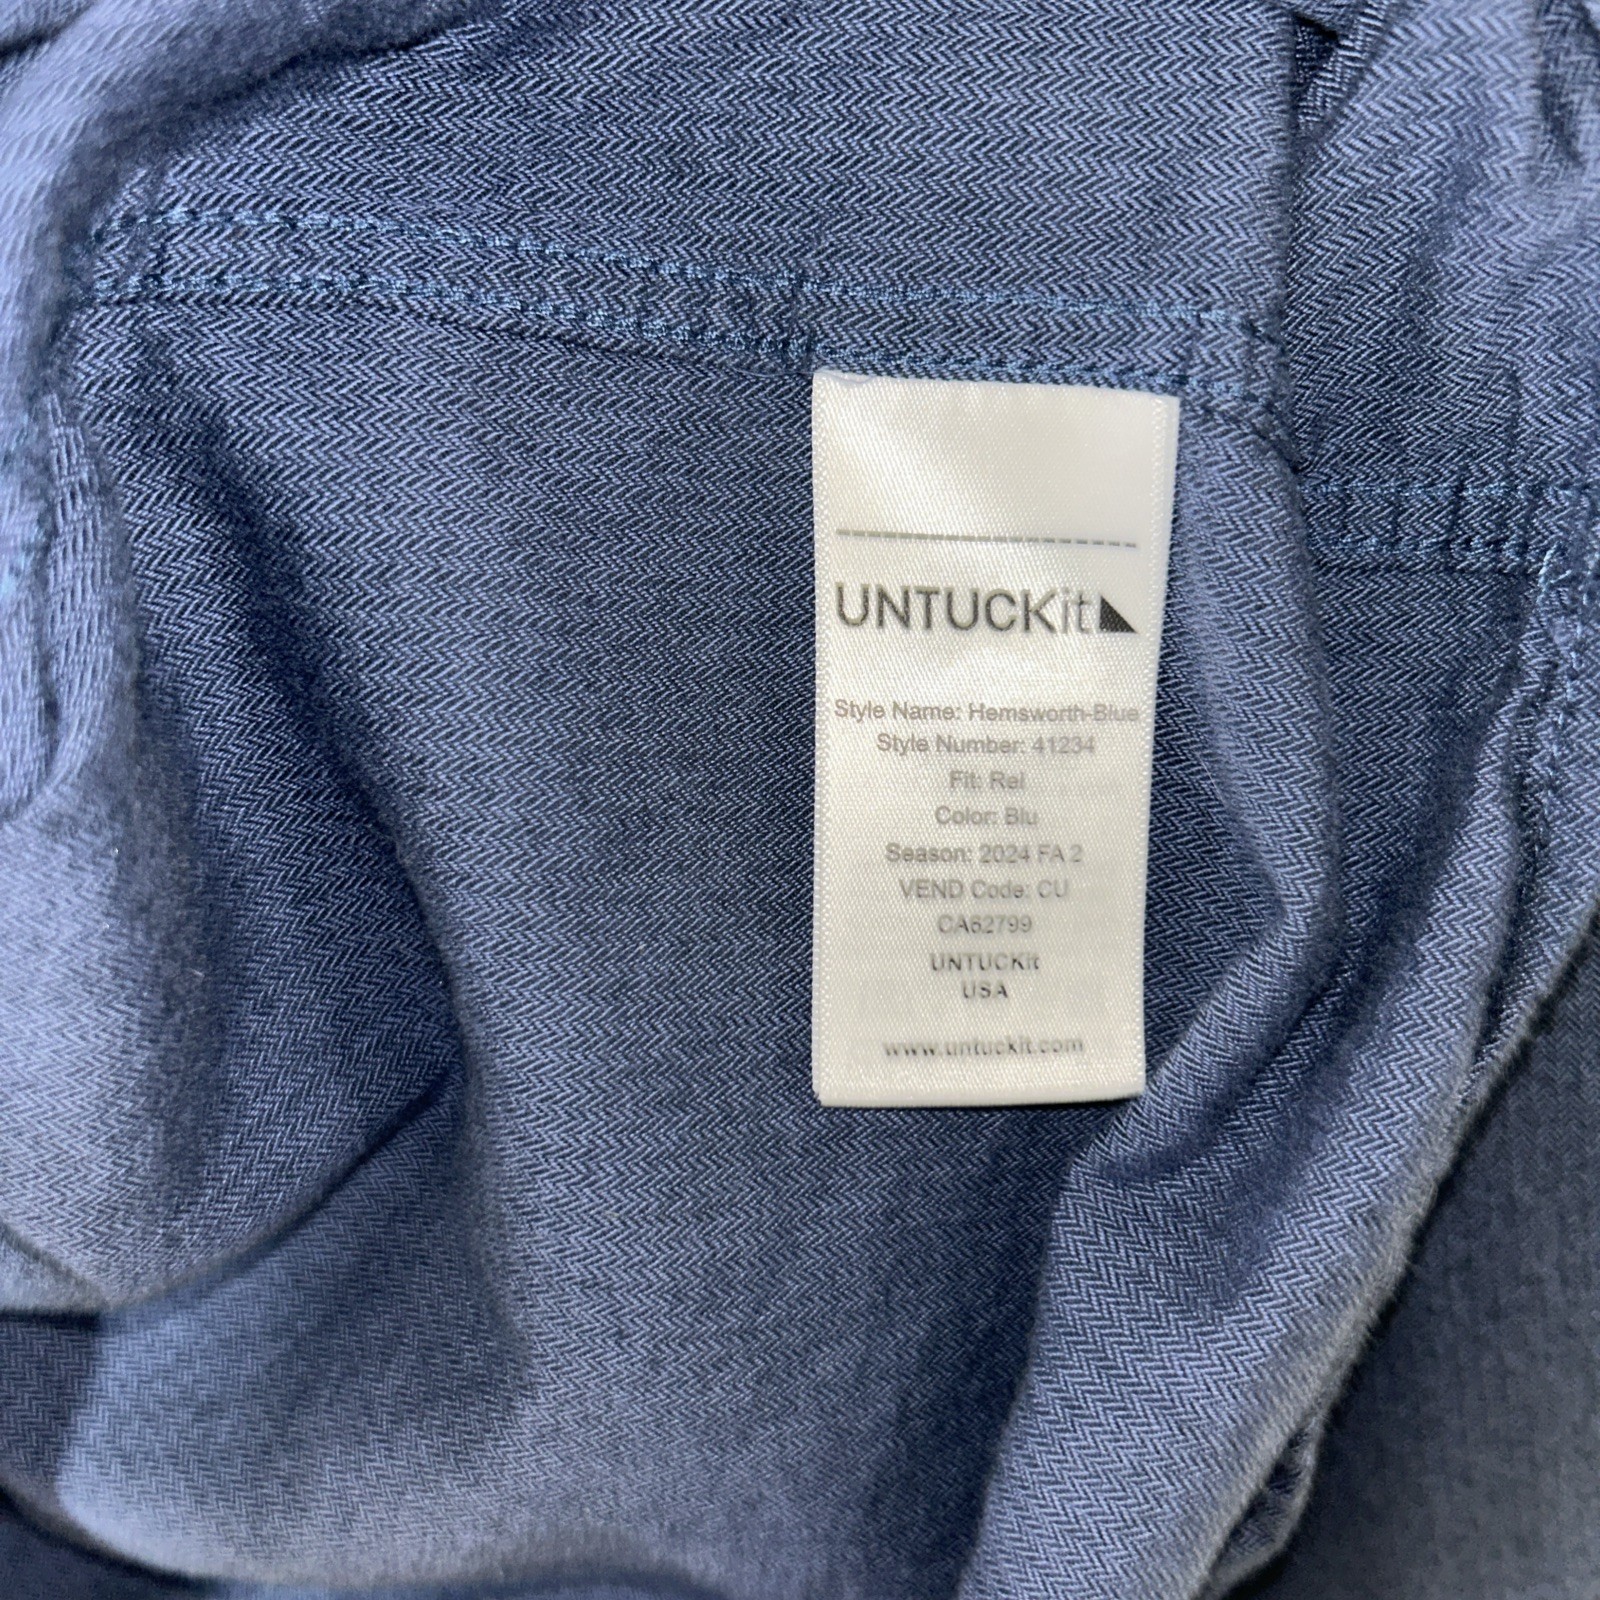 UNTUCKit
Style Name: Hemsworth-Blue
Style Number: 41234
Fit: Rel
Color: Blu
Season: 2024 FA 2
VEND Code: CU
CA62799
UNTUCKit
USA
www.untuckit.com